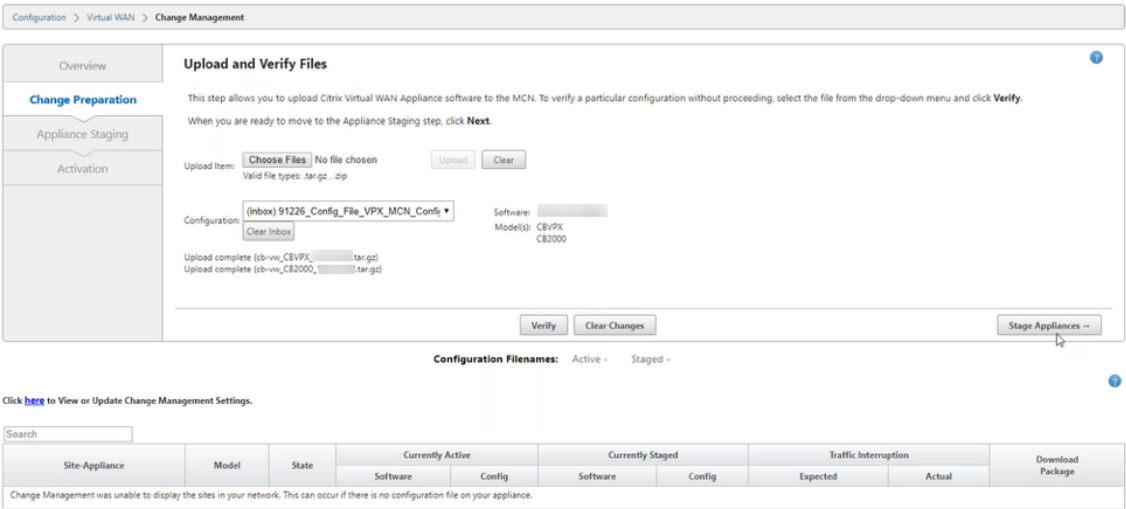 Configuration > Virtual WAN > Change Management
Overview
Change Preparation
Appliance Staging
Activation
Upload and Verify Files
This step allows you to upload Citrix Virtual WAN Appliance software to the MCN. To verify a particular configuration without proceeding, select the file from the drop-down menu and click Verify.
When you are ready to move to the Appliance Staging step, click Next.
Upload Item: Choose Files No file chosen Upload Clear
Valid file types: .tar.gz , .zip
Configuration: (inbox) 91226_Config_File_VPX_MCN_Config
Clear Inbox
Software:
Model(s): CBVPX
CB2000
Upload complete (cb-vw_CBVPX_ .tar.gz)
Upload complete (cb-vw_CB2000_ .tar.gz)
Verify Clear Changes Stage Appliances →
Configuration Filenames: Active - Staged -
Click here to View or Update Change Management Settings.
Search
Site-Appliance Model State Currently Active Currently Staged Traffic Interruption Download Package
Software Config Software Config Expected Actual
Change Management was unable to display the sites in your network. This can occur if there is no configuration file on your appliance.